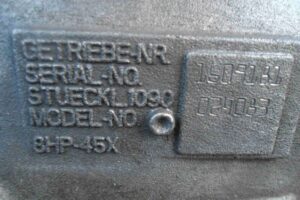 GETRIEBE-NR.
SERIAL-NO.
STUECKL.1090
MODEL-NO.
8HP-45X